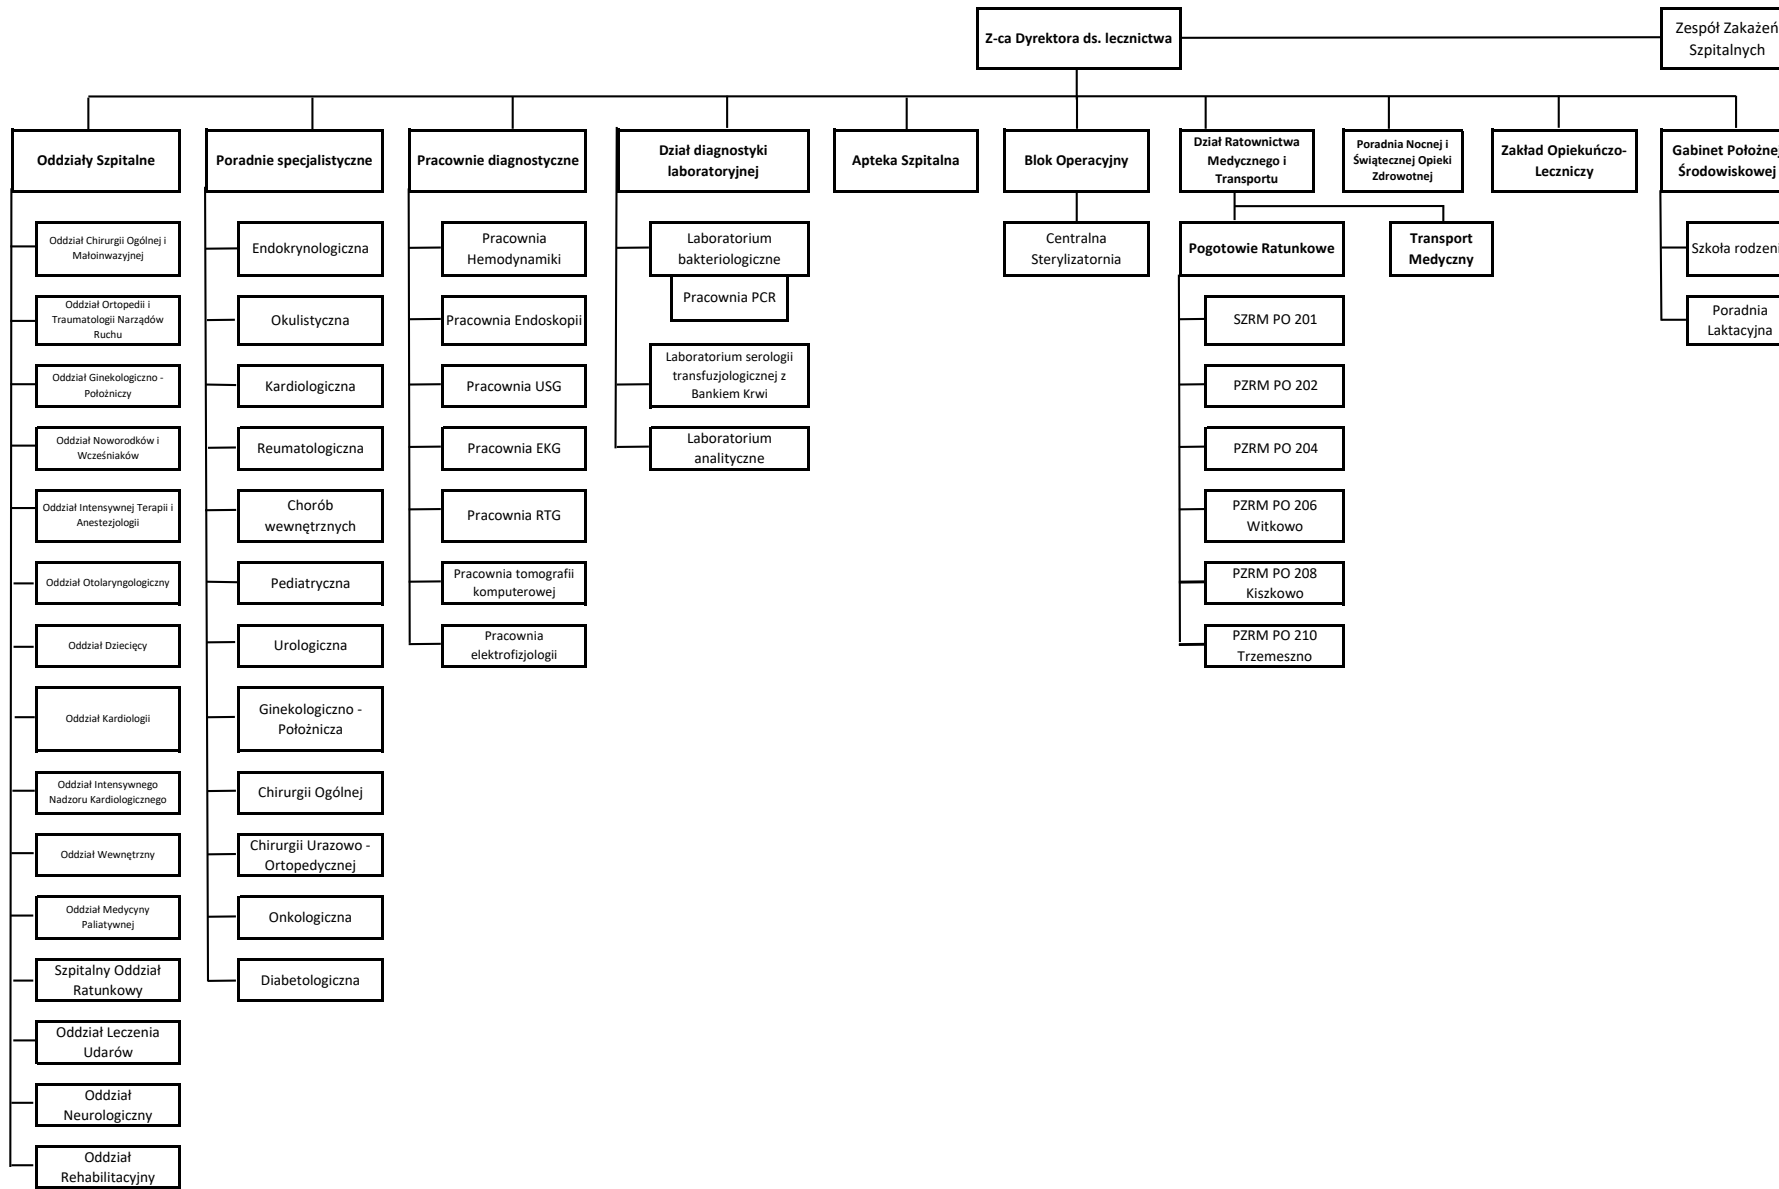 Z-ca Dyrektora ds. lecznictwa
Zespół Zakażeń
Szpitalnych
Oddziały Szpitalne
Poradnie specjalistyczne
Pracownie diagnostyczne
Dział diagnostyki
laboratoryjnej
Apteka Szpitalna
Blok Operacyjny
Dział Ratownictwa
Medycznego i
Transportu
Poradnia Nocnej i
Świątecznej Opieki
Zdrowotnej
Zakład Opiekuńczo-
Leczniczy
Gabinet Położnej
Środowiskowej
Oddział Chirurgii Ogólnej i
Małoinwazyjnej
Oddział Ortopedii i
Traumatologii Narządów
Ruchu
Oddział Ginekologiczno -
Położniczy
Oddział Noworodków i
Wcześniaków
Oddział Intensywnej Terapii i
Anestezjologii
Oddział Otolaryngologiczny
Oddział Dziecięcy
Oddział Kardiologii
Oddział Intensywnego
Nadzoru Kardiologicznego
Oddział Wewnętrzny
Oddział Medycyny
Paliatywnej
Szpitalny Oddział
Ratunkowy
Oddział Leczenia
Udarów
Oddział
Neurologiczny
Oddział
Rehabilitacyjny
Endokrynologiczna
Okulistyczna
Kardiologiczna
Reumatologiczna
Chorób
wewnętrznych
Pediatryczna
Urologiczna
Ginekologiczno -
Położnicza
Chirurgii Ogólnej
Chirurgii Urazowo -
Ortopedycznej
Onkologiczna
Diabetologiczna
Pracownia
Hemodynamiki
Pracownia Endoskopii
Pracownia USG
Pracownia EKG
Pracownia RTG
Pracownia tomografii
komputerowej
Pracownia
elektrofizjologii
Laboratorium
bakteriologiczne
Pracownia PCR
Laboratorium serologii
transfuzjologicznej z
Bankiem Krwi
Laboratorium
analityczne
Centralna
Sterylizatornia
Pogotowie Ratunkowe
Transport
Medyczny
SZRM PO 201
PZRM PO 202
PZRM PO 204
PZRM PO 206
Witkowo
PZRM PO 208
Kiszkowo
PZRM PO 210
Trzemeszno
Szkoła rodzeni
Poradnia
Laktacyjna